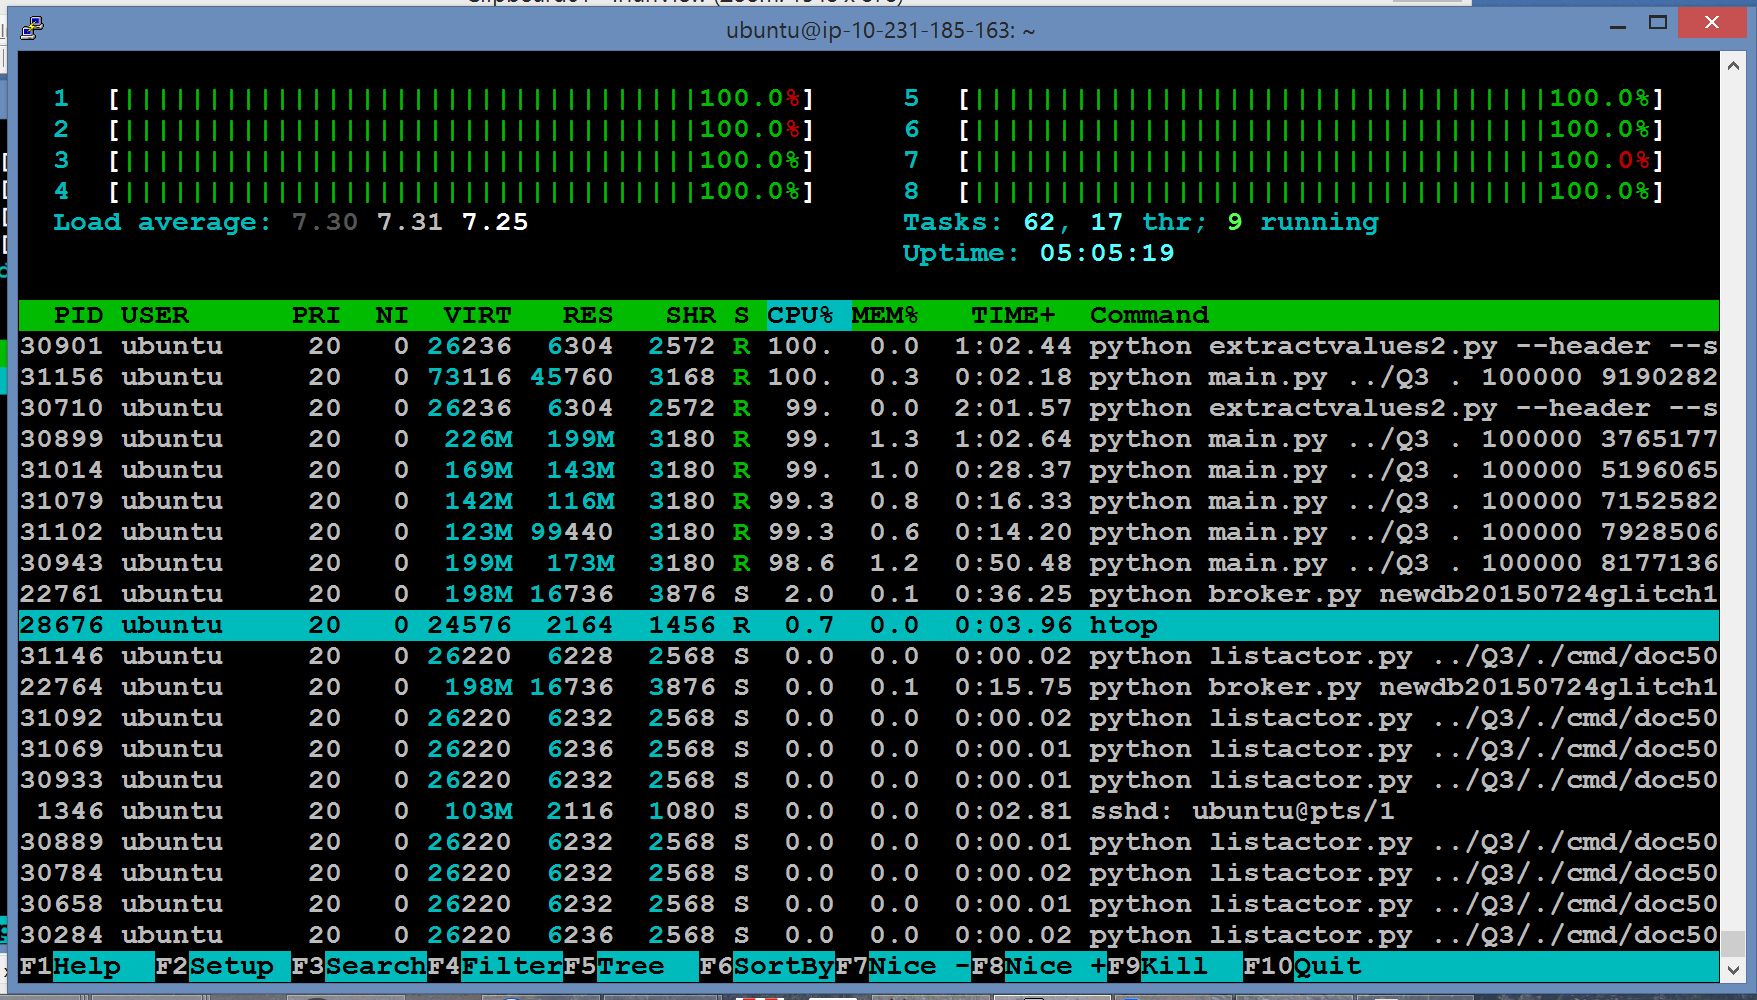 ubuntu@ip-10-231-185-163: ~
1 [||||||||||||||||||||||||||||||||||100.0%] 5 [||||||||||||||||||||||||||||||||||100.0%]
2 [||||||||||||||||||||||||||||||||||100.0%] 6 [||||||||||||||||||||||||||||||||||100.0%]
3 [||||||||||||||||||||||||||||||||||100.0%] 7 [||||||||||||||||||||||||||||||||||100.0%]
4 [||||||||||||||||||||||||||||||||||100.0%] 8 [||||||||||||||||||||||||||||||||||100.0%]
Load average: 7.30 7.31 7.25 Tasks: 62, 17 thr; 9 running
Uptime: 05:05:19
PID USER PRI NI VIRT RES SHR S CPU% MEM% TIME+ Command
30901 ubuntu 20 0 26236 6304 2572 R 100. 0.0 1:02.44 python extractvalues2.py --header --s
31156 ubuntu 20 0 73116 45760 3168 R 100. 0.3 0:02.18 python main.py ../Q3 . 100000 9190282
30710 ubuntu 20 0 26236 6304 2572 R 99. 0.0 2:01.57 python extractvalues2.py --header --s
30899 ubuntu 20 0 226M 199M 3180 R 99. 1.3 1:02.64 python main.py ../Q3 . 100000 3765177
31014 ubuntu 20 0 169M 143M 3180 R 99. 1.0 0:28.37 python main.py ../Q3 . 100000 5196065
31079 ubuntu 20 0 142M 116M 3180 R 99.3 0.8 0:16.33 python main.py ../Q3 . 100000 7152582
31102 ubuntu 20 0 123M 99440 3180 R 99.3 0.6 0:14.20 python main.py ../Q3 . 100000 7928506
30943 ubuntu 20 0 199M 173M 3180 R 98.6 1.2 0:50.48 python main.py ../Q3 . 100000 8177136
22761 ubuntu 20 0 198M 16736 3876 S 2.0 0.1 0:36.25 python broker.py newdb20150724glitch1
28676 ubuntu 20 0 24576 2164 1456 R 0.7 0.0 0:03.96 htop
31146 ubuntu 20 0 26220 6228 2568 S 0.0 0.0 0:00.02 python listactor.py ../Q3/./cmd/doc50
22764 ubuntu 20 0 198M 16736 3876 S 0.0 0.1 0:15.75 python broker.py newdb20150724glitch1
31092 ubuntu 20 0 26220 6232 2568 S 0.0 0.0 0:00.02 python listactor.py ../Q3/./cmd/doc50
31069 ubuntu 20 0 26220 6236 2568 S 0.0 0.0 0:00.01 python listactor.py ../Q3/./cmd/doc50
30933 ubuntu 20 0 26220 6232 2568 S 0.0 0.0 0:00.01 python listactor.py ../Q3/./cmd/doc50
1346 ubuntu 20 0 103M 2116 1080 S 0.0 0.0 0:02.81 sshd: ubuntu@pts/1
30889 ubuntu 20 0 26220 6232 2568 S 0.0 0.0 0:00.01 python listactor.py ../Q3/./cmd/doc50
30784 ubuntu 20 0 26220 6232 2568 S 0.0 0.0 0:00.02 python listactor.py ../Q3/./cmd/doc50
30658 ubuntu 20 0 26220 6232 2568 S 0.0 0.0 0:00.01 python listactor.py ../Q3/./cmd/doc50
30284 ubuntu 20 0 26220 6236 2568 S 0.0 0.0 0:00.02 python listactor.py ../Q3/./cmd/doc50
F1Help F2Setup F3SearchF4FilterF5Tree F6SortByF7Nice -F8Nice +F9Kill F10Quit